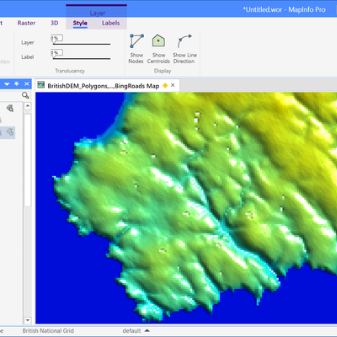 Layer
*Untitled.wor - MapInfo Pro
Raster 3D Style Labels
Layer
Label
Translucency
Show Nodes
Show Centroids
Show Line Direction
Display
BritishDEM_Polygons,...,BingRoads Map
British National Grid
default